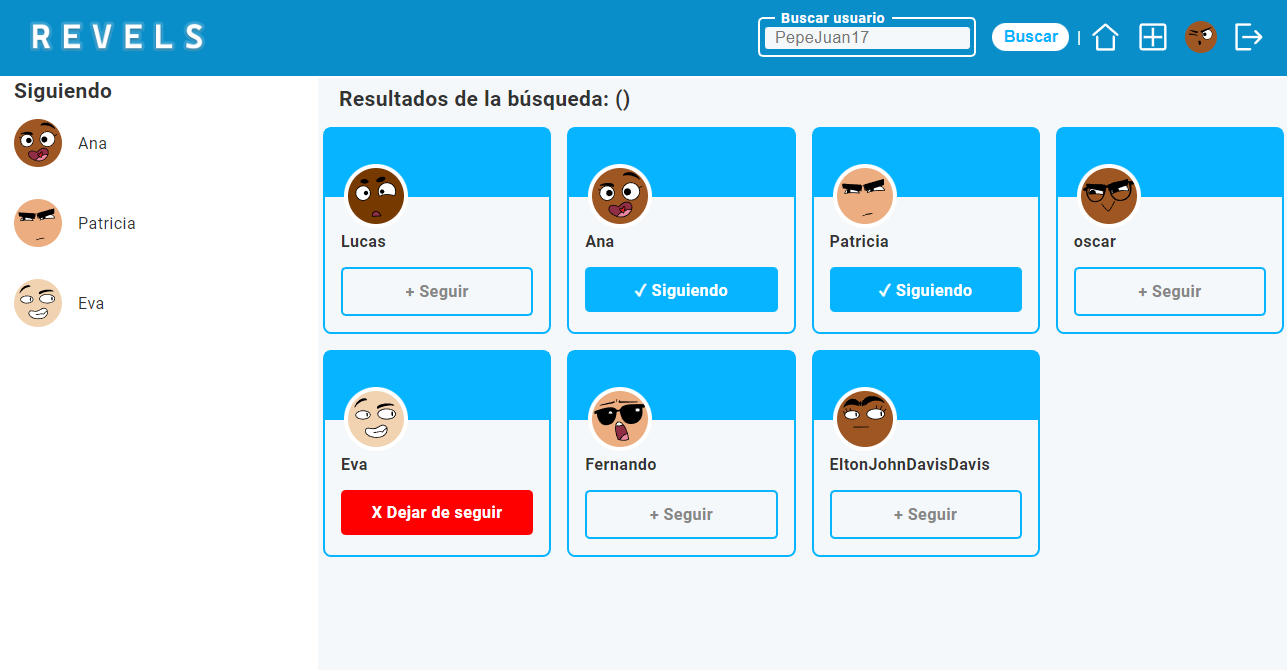 REVELS
Buscar usuario
PepeJuan17
Buscar
|
Siguiendo
Ana
Patricia
Eva
Resultados de la búsqueda: ()
Lucas
+ Seguir
Ana
✓ Siguiendo
Patricia
✓ Siguiendo
oscar
+ Seguir
Eva
X Dejar de seguir
Fernando
+ Seguir
EltonJohnDavisDavis
+ Seguir